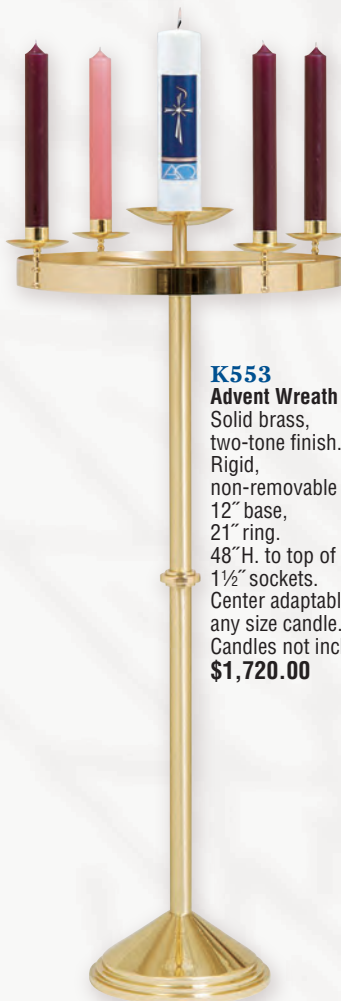 K553
Advent Wreath
Solid brass,
two-tone finish.
Rigid,
non-removable
12″ base,
21″ ring.
48″H. to top of
1½″ sockets.
Center
any size candle.
Candles not
$1,720.00
ΑΩ